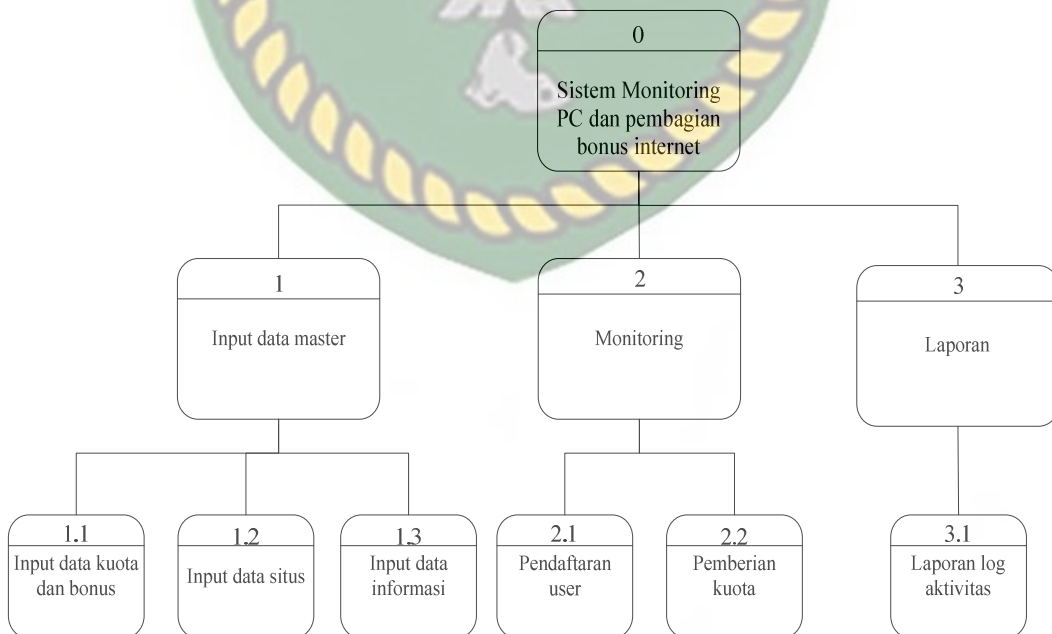 0
Sistem Monitoring
PC dan pembagian
bonus internet
1
Input data master
2
Monitoring
3
Laporan
1.1
Input data kuota
dan bonus
1.2
Input data situs
1.3
Input data
informasi
2.1
Pendaftaran
user
2.2
Pemberian
kuota
3.1
Laporan log
aktivitas